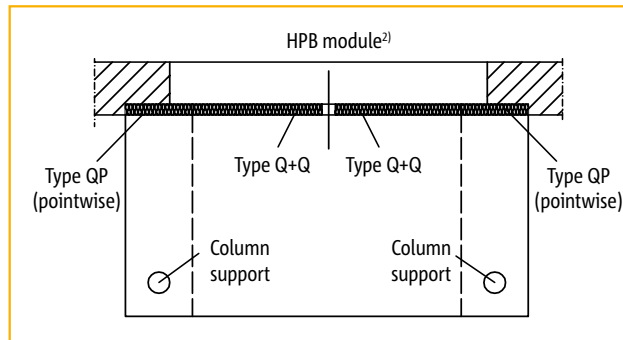 HPB module2)
Type Q+Q
Type Q+Q
Type QP
(pointwise)
Type QP
(pointwise)
Column
support
Column
support